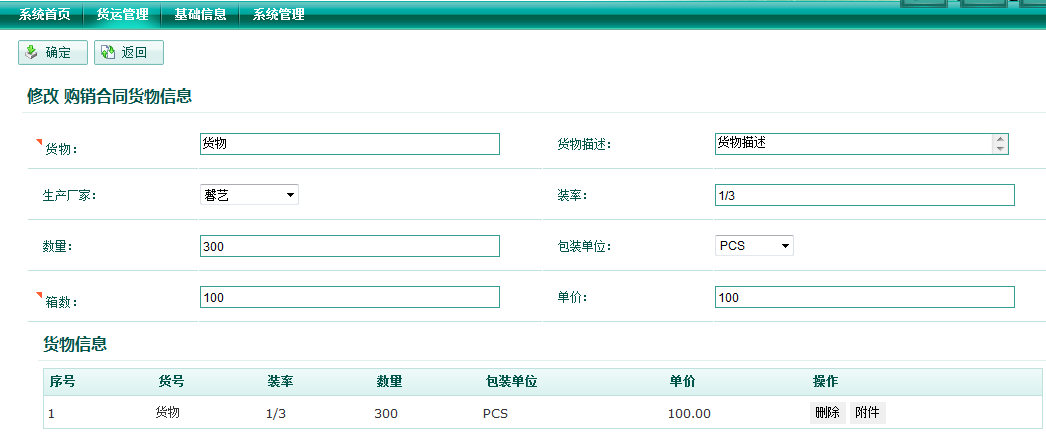 系统首页 货运管理 基础信息 系统管理
确定 返回
修改 购销合同货物信息
货物： 货物 货物描述： 货物描述
生产厂家： 馨艺 装率： 1/3
数量： 300 包装单位： PCS
箱数： 100 单价： 100
货物信息
序号 货号 装率 数量 包装单位 单价 操作
1 货物 1/3 300 PCS 100.00 删除 附件